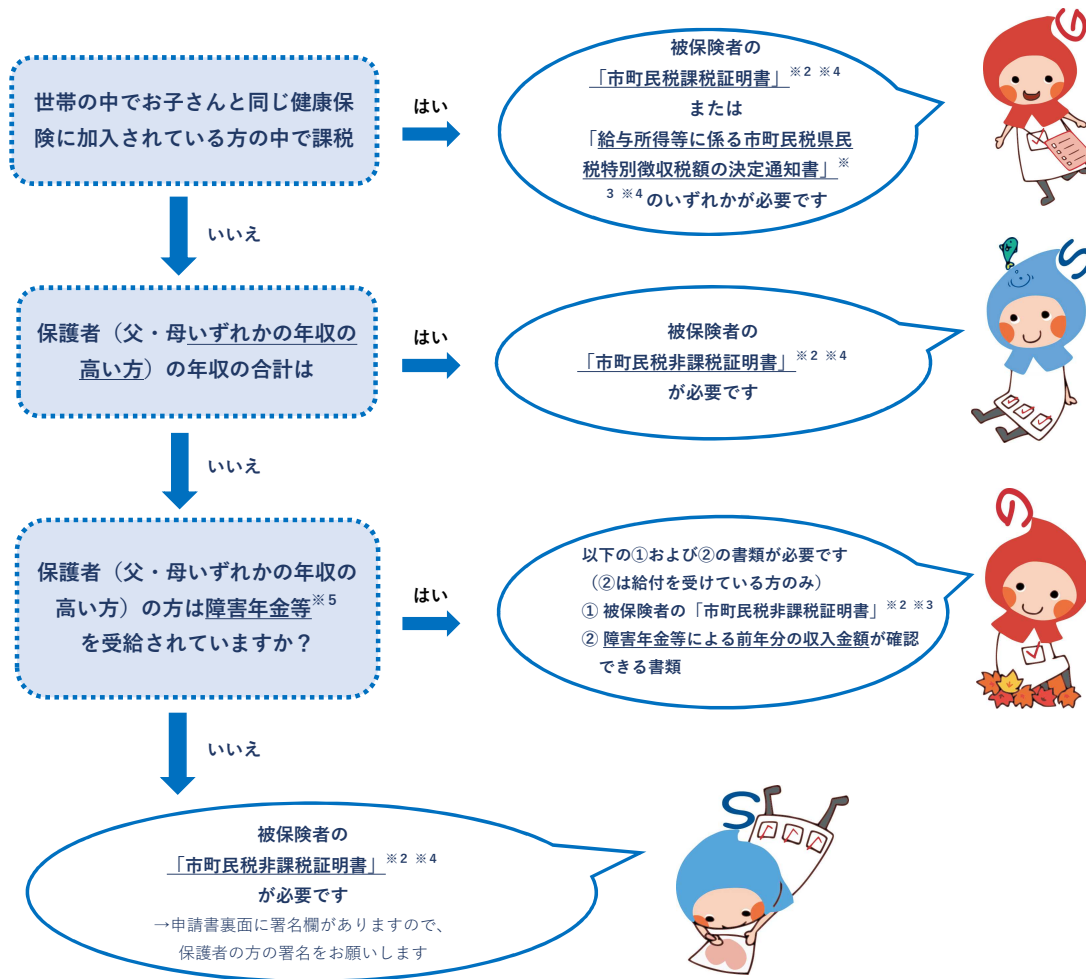 世帯の中でお子さんと同じ健康保
険に加入されている方の中で課税
はい
被保険者の
「市町民税課税証明書」※2 ※4
または
「給与所得等に係る市町民税県民
税特別徴収税額の決定通知書」※
3 ※4 のいずれかが必要です
の
いいえ
保護者（父・母いずれかの年収の
高い方）の年収の合計は
はい
被保険者の
「市町民税非課税証明書」※2 ※4
が必要です
S
いいえ
保護者（父・母いずれかの年収の
高い方）の方は障害年金等※5
を受給されていますか？
はい
以下の①および②の書類が必要です
（②は給付を受けている方のみ）
① 被保険者の「市町民税非課税証明書」※2 ※3
② 障害年金等による前年分の収入金額が確認
できる書類
の
いいえ
被保険者の
「市町民税非課税証明書」※2 ※4
が必要です
→申請書裏面に署名欄がありますので、
保護者の方の署名をお願いします
S